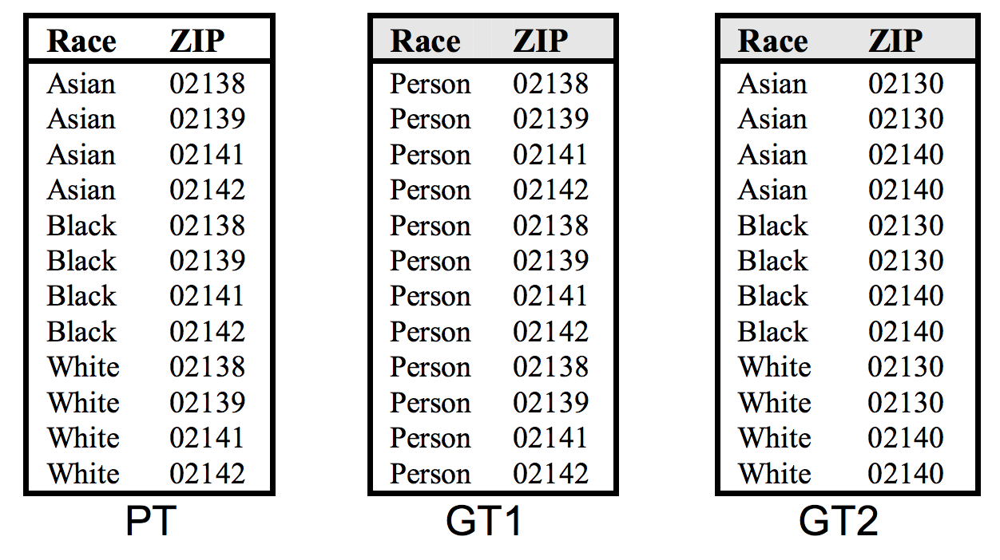 Race ZIP Race ZIP Race ZIP
Asian 02138 Person 02138 Asian 02130
Asian 02139 Person 02139 Asian 02130
Asian 02141 Person 02141 Asian 02140
Asian 02142 Person 02142 Asian 02140
Black 02138 Person 02138 Black 02130
Black 02139 Person 02139 Black 02130
Black 02141 Person 02141 Black 02140
Black 02142 Person 02142 Black 02140
White 02138 Person 02138 White 02130
White 02139 Person 02139 White 02130
White 02141 Person 02141 White 02140
White 02142 Person 02142 White 02140
PT GT1 GT2